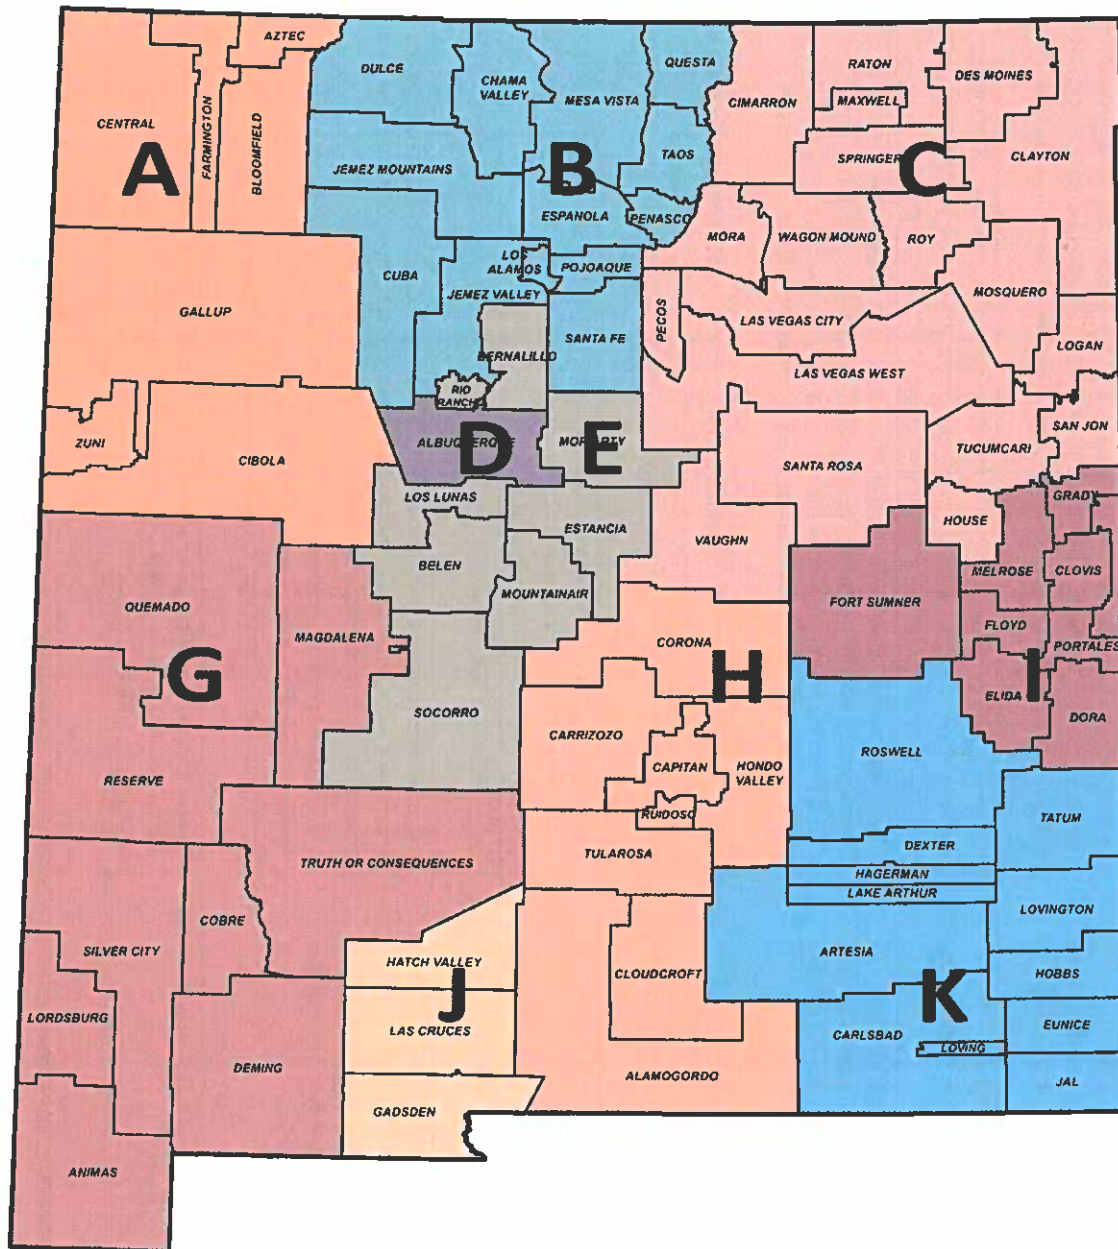 AZTEC
CENTRAL
FARMINGTON
BLOOMFIELD
A
GALLUP
ZUNI
CIBOLA
DULCE
CHAMA
VALLEY
MESA VISTA
QUESTA
TAOS
JEMEZ MOUNTAINS
B
ESPANOLA
PENASCO
CUBA
LOS
ALAMOS
POJOAQUE
JEMEZ VALLEY
SANTA FE
CIMARRON
RATON
MAXWELL
DES MOINES
SPRINGER
C
CLAYTON
MORA
WAGON MOUND
ROY
MOSQUERO
PECOS
LAS VEGAS CITY
LAS VEGAS WEST
LOGAN
SAN JON
TUCUMCARI
SANTA ROSA
HOUSE
VAUGHN
BERNALILLO
RIO
RANCHO
ALBUQUERQUE
D
MORIARTY
E
LOS LUNAS
ESTANCIA
BELEN
MOUNTAINAIR
SOCORRO
QUEMADO
MAGDALENA
G
RESERVE
TRUTH OR CONSEQUENCES
COBRE
SILVER CITY
LORDSBURG
DEMING
ANIMAS
CORONA
H
CARRIZOZO
CAPITAN
HONDO
VALLEY
RUIDOSO
TULAROSA
CLOUDCROFT
ALAMOGORDO
GRADY
MELROSE
CLOVIS
FORT SUMNER
FLOYD
PORTALES
ELIDA
I
DORA
HATCH VALLEY
J
LAS CRUCES
GADSDEN
ROSWELL
TATUM
DEXTER
HAGERMAN
LAKE ARTHUR
LOVINGTON
ARTESIA
HOBBS
K
CARLSBAD
EUNICE
LOVING
JAL